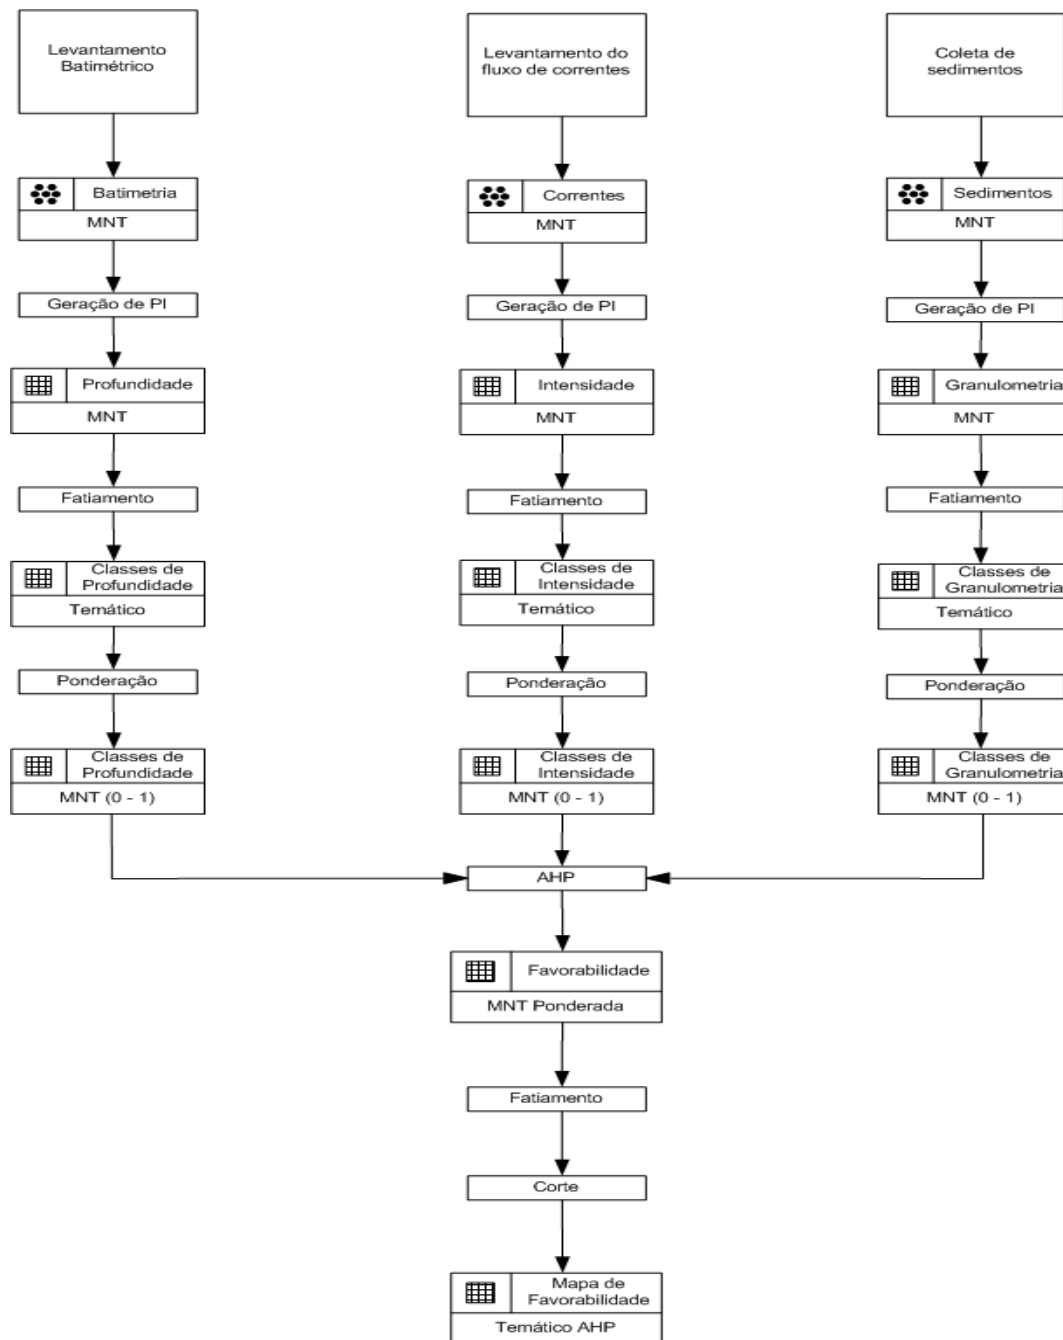 Levantamento
Batimétrico
Levantamento do
fluxo de correntes
Coleta de
sedimentos
Batimetria
MNT
Correntes
MNT
Sedimentos
MNT
Geração de PI
Geração de PI
Geração de PI
Profundidade
MNT
Intensidade
MNT
Granulometria
MNT
Fatiamento
Fatiamento
Fatiamento
Classes de
Profundidade
Temático
Classes de
Intensidade
Temático
Classes de
Granulometria
Temático
Ponderação
Ponderação
Ponderação
Classes de
Profundidade
MNT (0 - 1)
Classes de
Intensidade
MNT (0 - 1)
Classes de
Granulometria
MNT (0 - 1)
AHP
Favorabilidade
MNT Ponderada
Fatiamento
Corte
Mapa de
Favorabilidade
Temático AHP